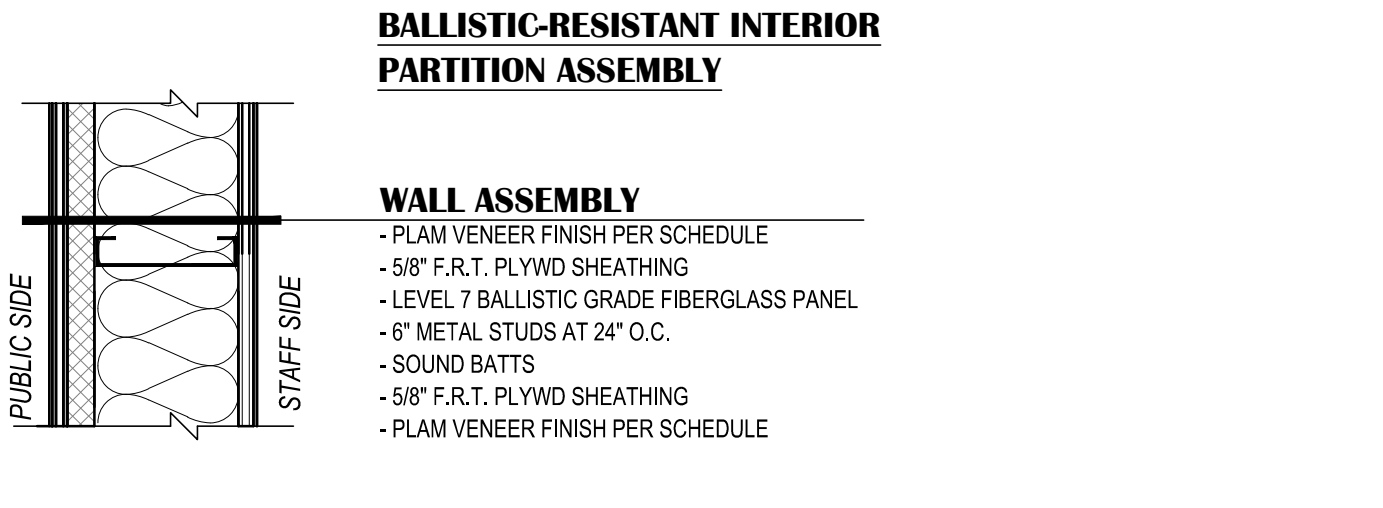 BALLISTIC-RESISTANT INTERIOR
PARTITION ASSEMBLY
WALL ASSEMBLY
- PLAM VENEER FINISH PER SCHEDULE
- 5/8" F.R.T. PLYWD SHEATHING
- LEVEL 7 BALLISTIC GRADE FIBERGLASS PANEL
- 6" METAL STUDS AT 24" O.C.
- SOUND BATTS
- 5/8" F.R.T. PLYWD SHEATHING
- PLAM VENEER FINISH PER SCHEDULE
PUBLIC SIDE
STAFF SIDE